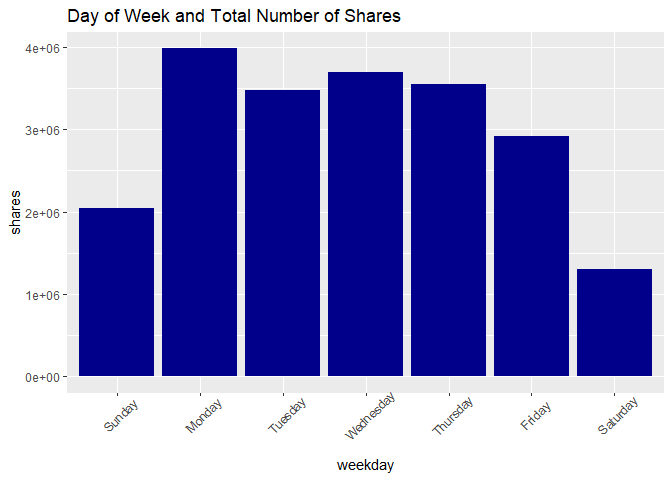 Day of Week and Total Number of Shares
4e+06
3e+06
2e+06
1e+06
0e+00
shares
Sunday
Monday
Tuesday
Wednesday
Thursday
Friday
Saturday
weekday